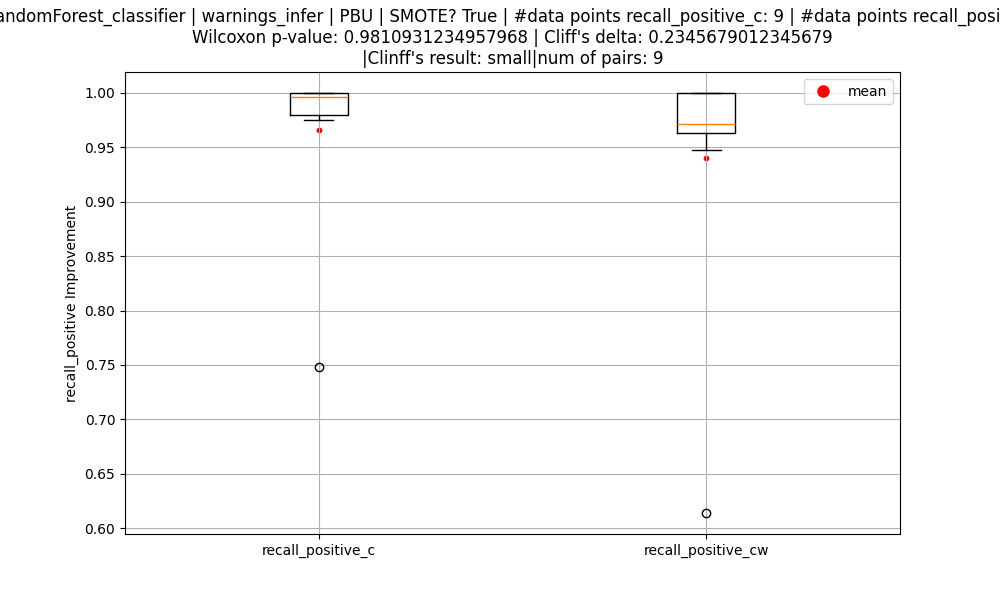 andomForest_classifier | warnings_infer | PBU | SMOTE? True | #data points recall_positive_c: 9 | #data points recall_posi
Wilcoxon p-value: 0.9810931234957968 | Cliff's delta: 0.2345679012345679
|Clinff's result: small|num of pairs: 9
mean
recall_positive Improvement
1.00
0.95
0.90
0.85
0.80
0.75
0.70
0.65
0.60
recall_positive_c
recall_positive_cw